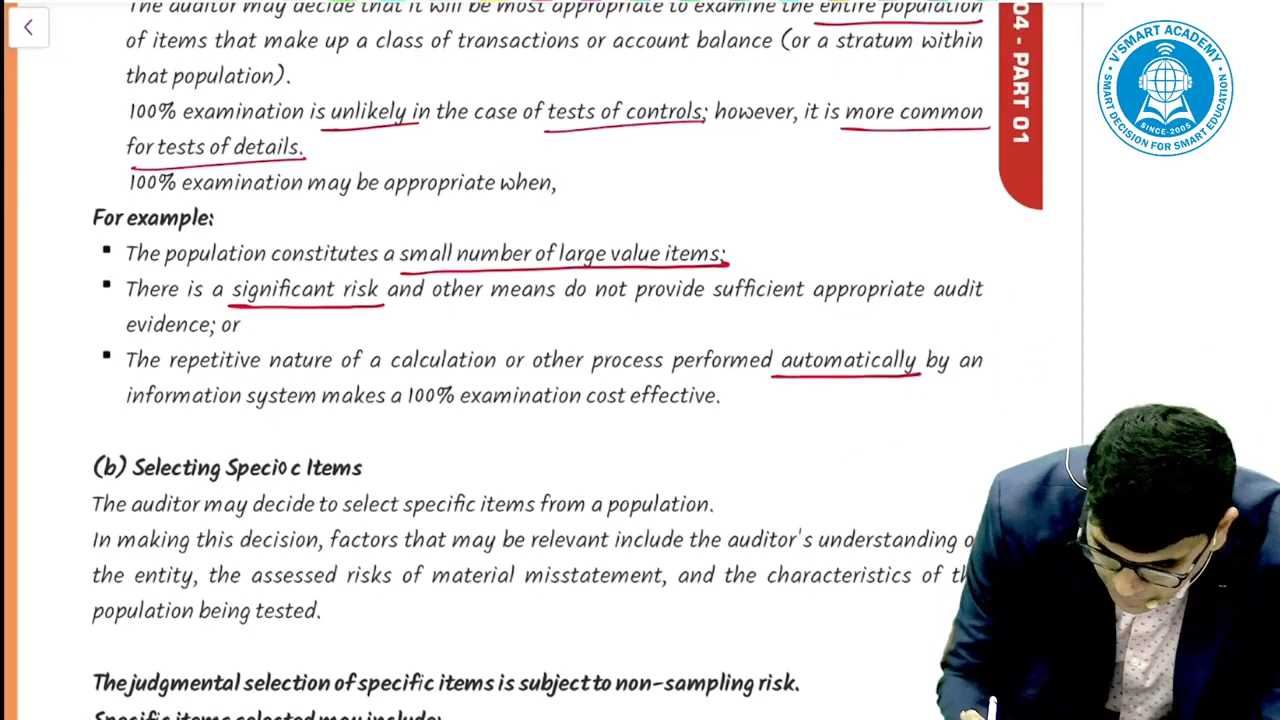 The auditor may decide that it will be most appropriate to examine the entire population
of items that make up a class of transactions or account balance (or a stratum within
that population).
100% examination is unlikely in the case of tests of controls; however, it is more common
for tests of details.
100% examination may be appropriate when,
For example:
▪ The population constitutes a small number of large value items;
▪ There is a significant risk and other means do not provide sufficient appropriate audit
evidence; or
▪ The repetitive nature of a calculation or other process performed automatically by an
information system makes a 100% examination cost effective.
(b) Selecting Specio c Items
The auditor may decide to select specific items from a population.
In making this decision, factors that may be relevant include the auditor's understanding
the entity, the assessed risks of material misstatement, and the characteristics of
population being tested.
The judgmental selection of specific items is subject to non-sampling risk.
Specific items selected may include:
04 - PART 01
V'SMART ACADEMY
SINCE-2005
SMART DECISION FOR SMART EDUCATION